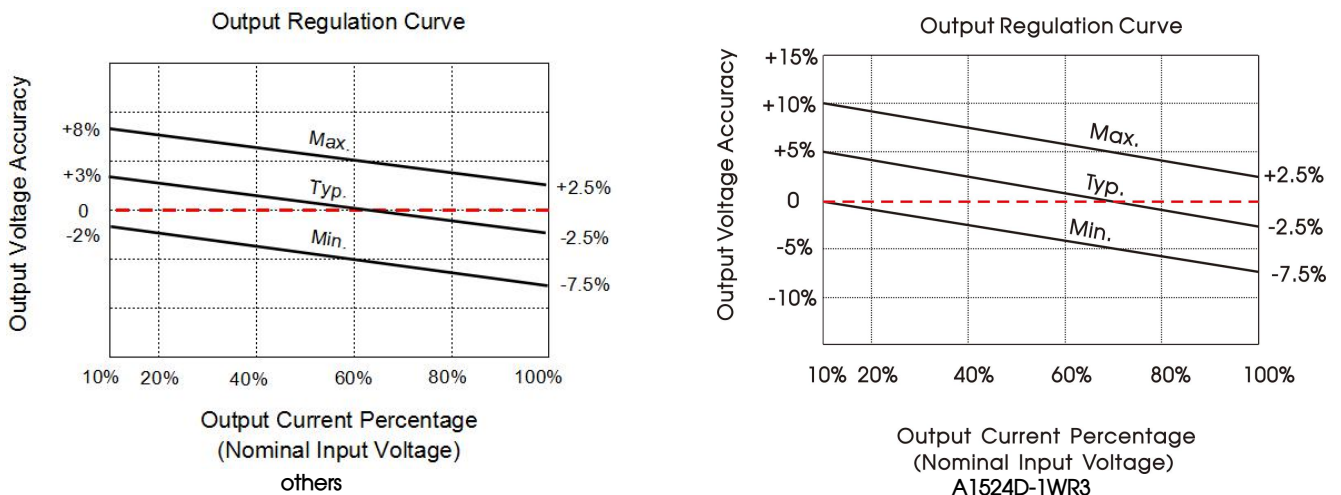 Output Regulation Curve
Output Voltage Accuracy
+8%
+3%
0
-2%
Max.
Typ.
Min.
+2.5%
-2.5%
-7.5%
10% 20% 40% 60% 80% 100%
Output Current Percentage
(Nominal Input Voltage)
others
Output Regulation Curve
Output Voltage Accuracy
+15%
+10%
+5%
0
-5%
-10%
Max.
Typ.
Min.
+2.5%
-2.5%
-7.5%
10% 20% 40% 60% 80% 100%
Output Current Percentage
(Nominal Input Voltage)
A1524D-1WR3